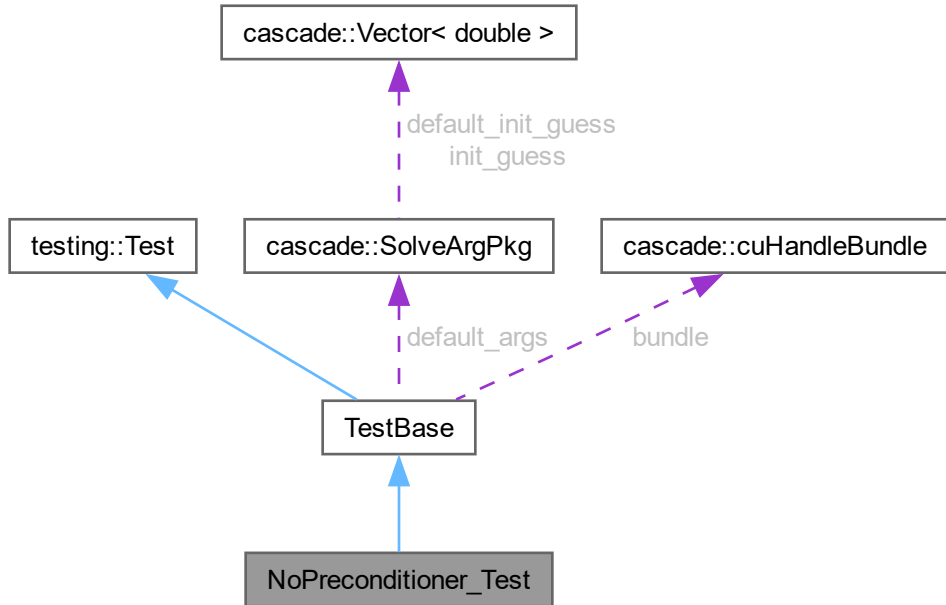 cascade::Vector< double >
default_init_guess
init_guess
testing::Test
cascade::SolveArgPkg
cascade::cuHandleBundle
default_args
bundle
TestBase
NoPreconditioner_Test